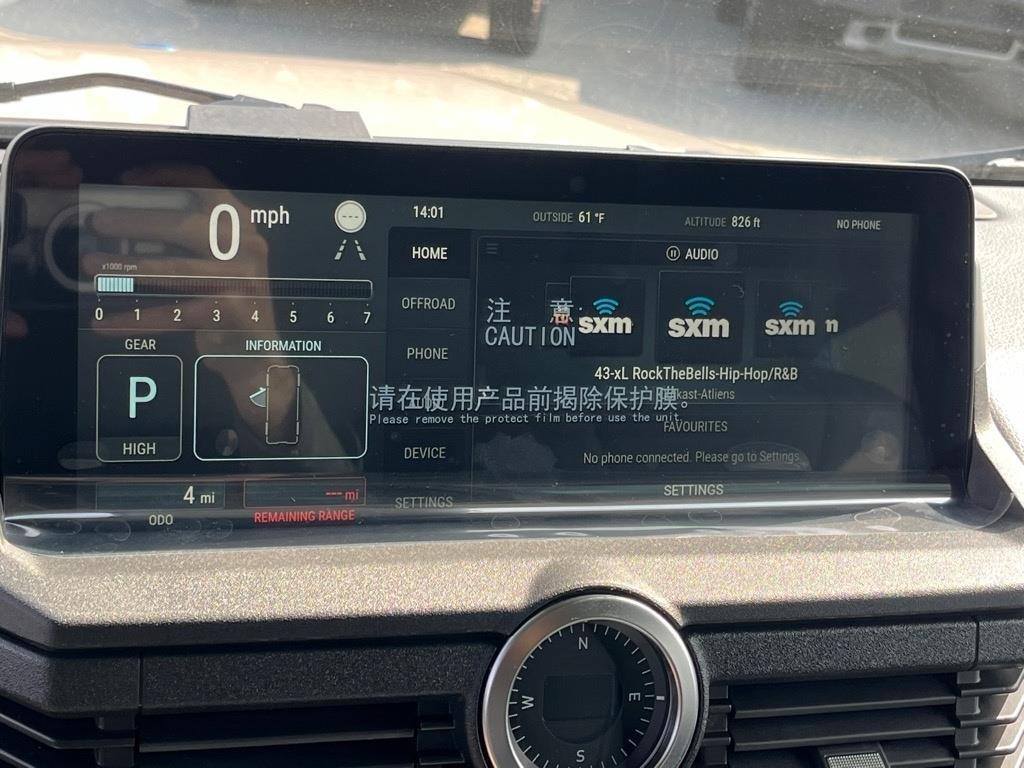 0 mph
---
14:01
OUTSIDE 61 °F
ALTITUDE 826 ft
NO PHONE
x1000 rpm
0 1 2 3 4 5 6 7
HOME
OFFROAD
PHONE
DEVICE
SETTINGS
AUDIO
sxm sxm sxm n
注 意
CAUTION
43-xL RockTheBells-Hip-Hop/R&B
kast-Atliens
请在使用产品前揭除保护膜。
Please remove the protect film before use the unit.
FAVOURITES
No phone connected. Please go to Settings
SETTINGS
GEAR
P
HIGH
INFORMATION
4 mi
ODO
--- mi
REMAINING RANGE
N
W E
S